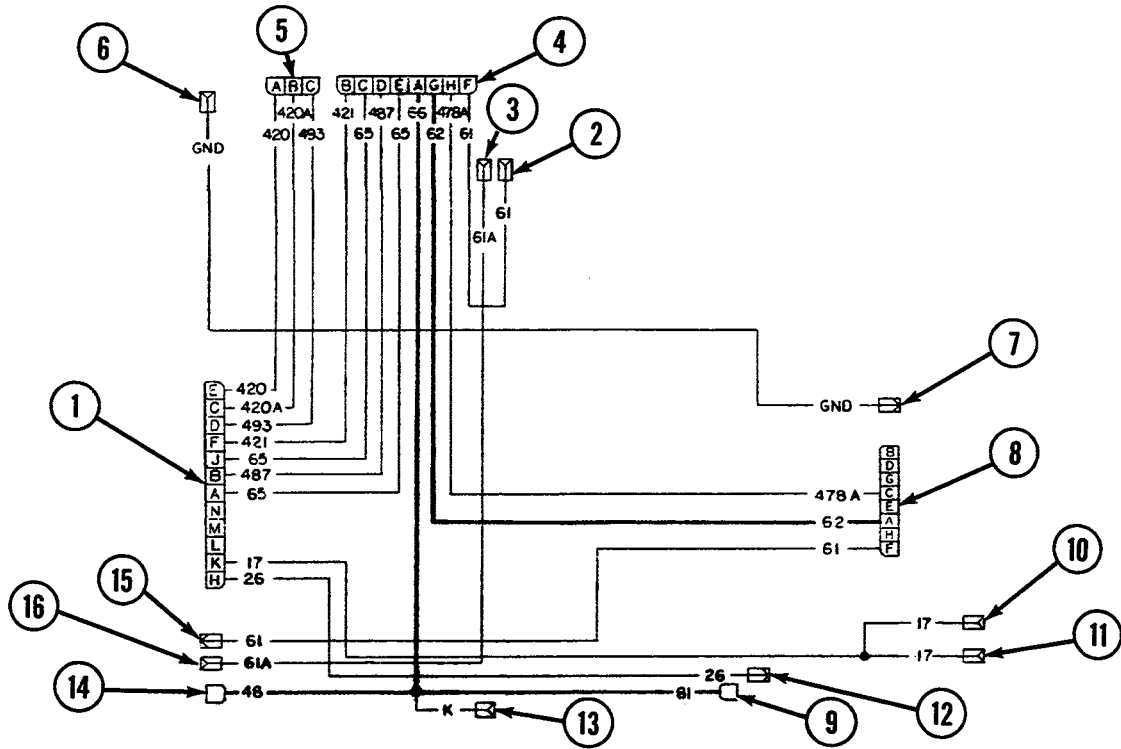 6
5
4
A B C
B C D E A G H F
420A
421 487 66 478A
420 493
65 65 62 61
3
2
GND
61
61A
7
1
E 420
C 420A
D 493
F 421
J 65
B 487
A 65
N
M
L
K 17
H 26
GND
B
D
G
478A C
E
62 A
H
61 F
8
15
16
14
61
61A
48
K
13
81
9
26
12
17
10
17
11